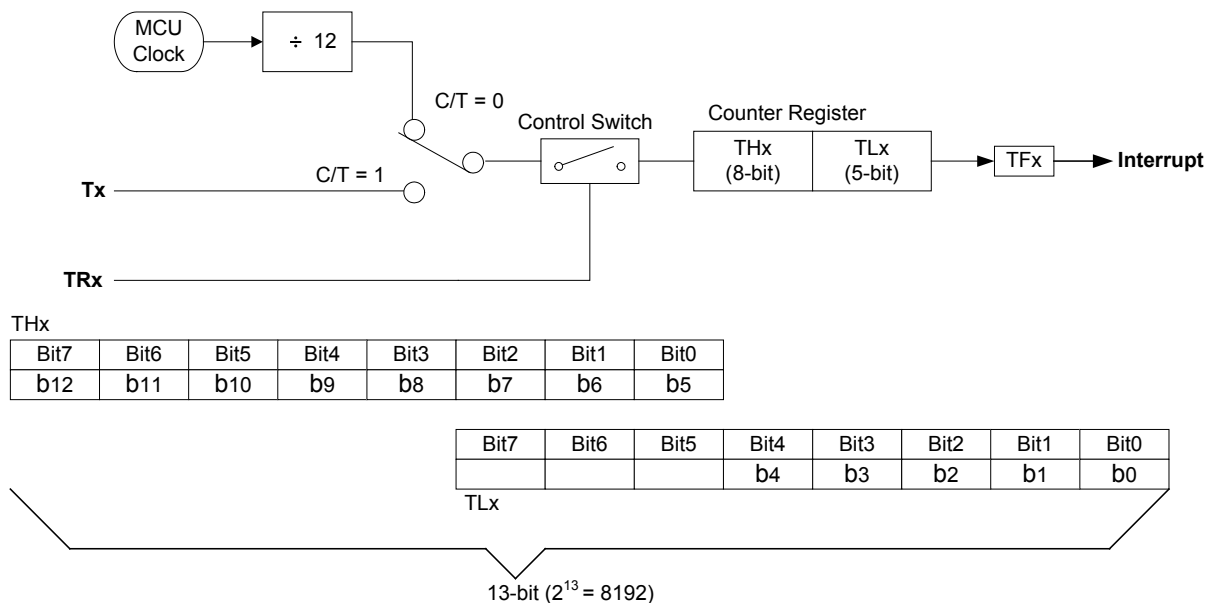 MCU
Clock
÷ 12
C/T = 0
Control Switch
Counter Register
THx
(8-bit)
TLx
(5-bit)
TFx
Interrupt
C/T = 1
Tx
TRx
THx
Bit7 Bit6 Bit5 Bit4 Bit3 Bit2 Bit1 Bit0
b12 b11 b10 b9 b8 b7 b6 b5
Bit7 Bit6 Bit5 Bit4 Bit3 Bit2 Bit1 Bit0
b4 b3 b2 b1 b0
TLx
13-bit (2¹³ = 8192)